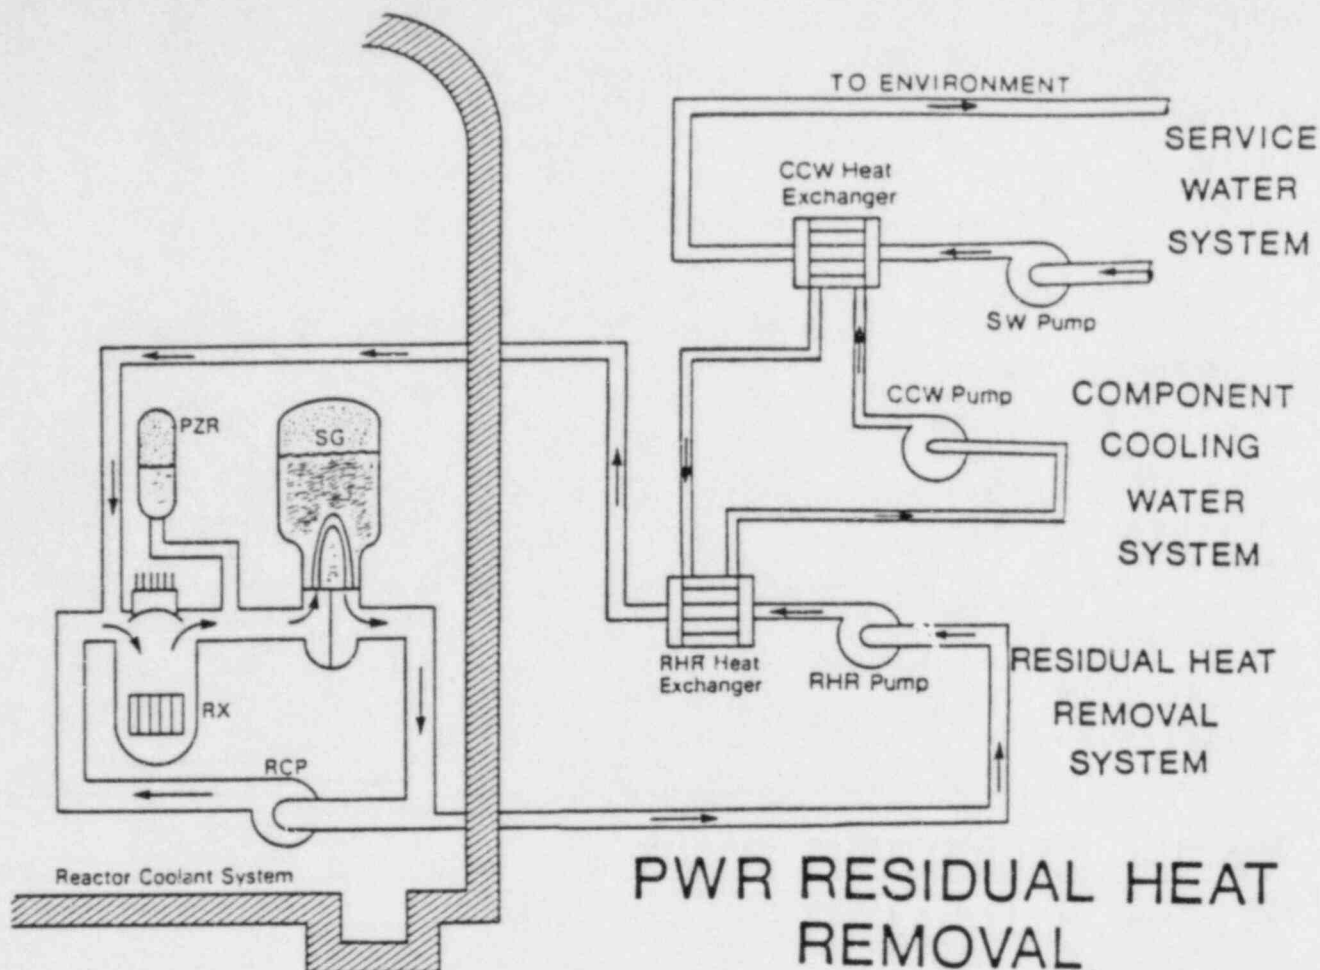 TO ENVIRONMENT
SERVICE
WATER
SYSTEM
CCW Heat
Exchanger
SW Pump
CCW Pump
COMPONENT
COOLING
WATER
SYSTEM
PZR
SG
RX
RCP
RHR Heat
Exchanger
RHR Pump
RESIDUAL HEAT
REMOVAL
SYSTEM
Reactor Coolant System
PWR RESIDUAL HEAT
REMOVAL